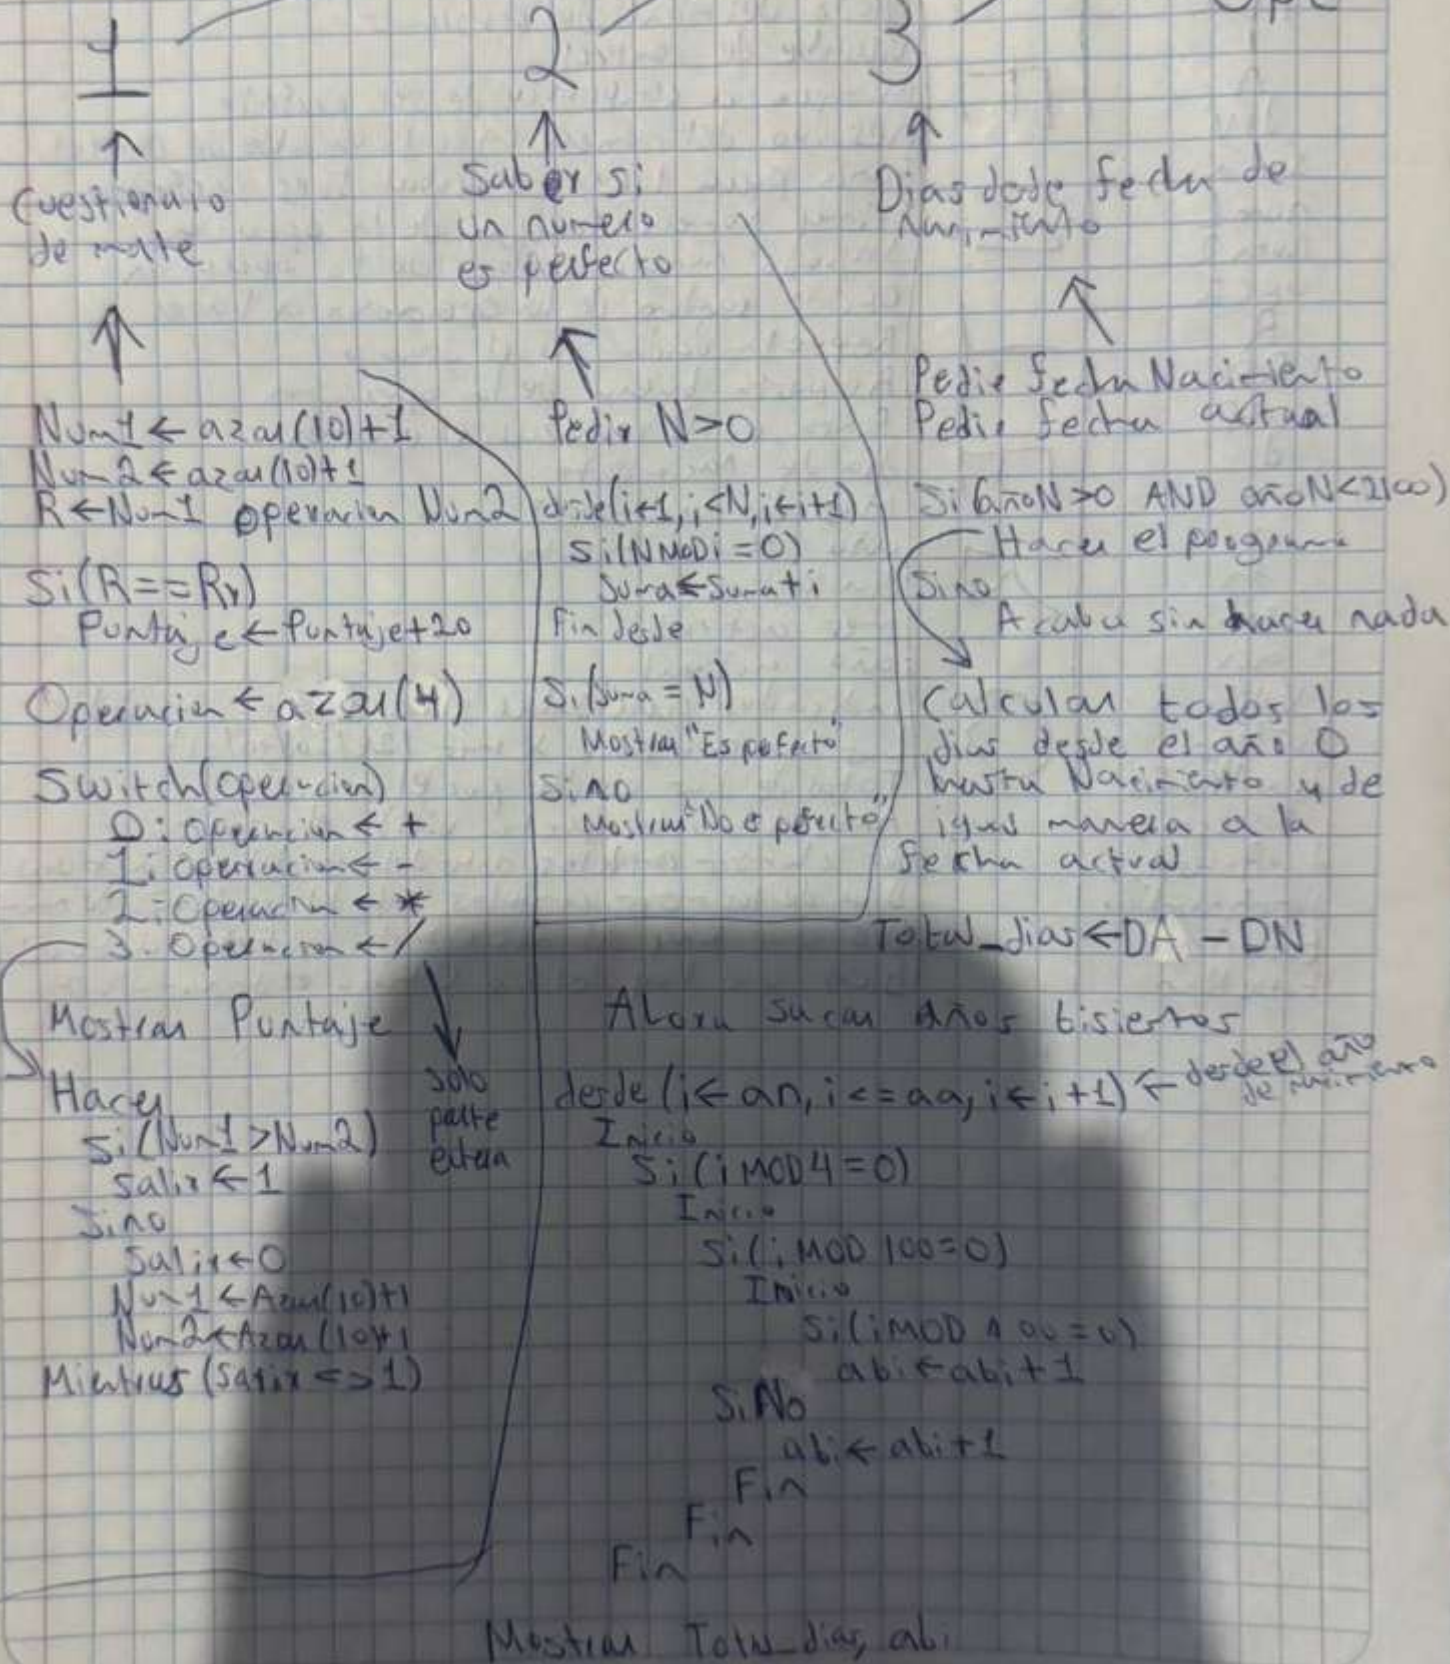 1
Cuestionario
de mate
Num1 ← azar(10)+1
Num2 ← azar(10)+1
R ← Num1 operacion Num2
Si(R==Rr)
Puntaje ← Puntaje+20
Operacion ← azar(4)
Switch(operacion)
0: Operacion ← +
1: Operacion ← -
2: Operacion ← *
3: Operacion ← /
solo
parte
entera
Mostrar Puntaje
Hacer
Si(Num1>Num2)
salir ← 1
Sino
Salir ← 0
Num1 ← Azar(10)+1
Num2 ← Azar(10)+1
Mientras (Salir <> 1)
2
Saber si
un numero
es perfecto
Pedir N>0
desde(i←1, i<N, i←i+1)
Si(N MOD i = 0)
Suma ← Suma + i
Fin desde
Si(suma = N)
Mostrar "Es perfecto"
Sino
Mostrar "No es perfecto"
3
Dias desde fecha de
Nacimiento
Pedir fecha Nacimiento
Pedir fecha actual
Si(añoN>0 AND añoN<2100)
Hacer el programa
Sino
Acaba sin hacer nada
Calcular todos los
dias desde el año 0
hasta Nacimiento y de
igual manera a la
fecha actual
Total_dias ← DA - DN
Ahora sacar Años bisiestos
desde (i← an, i <= aa, i ← i +1) ← desde el año
de nacimiento
Inicio
Si (i MOD 4 = 0)
Inicio
Si(i MOD 100=0)
Inicio
Si(i MOD 400=0)
abi ← abi + 1
SiNo
abi ← abi + 1
Fin
Fin
Fin
Mostrar Total_dias, abi